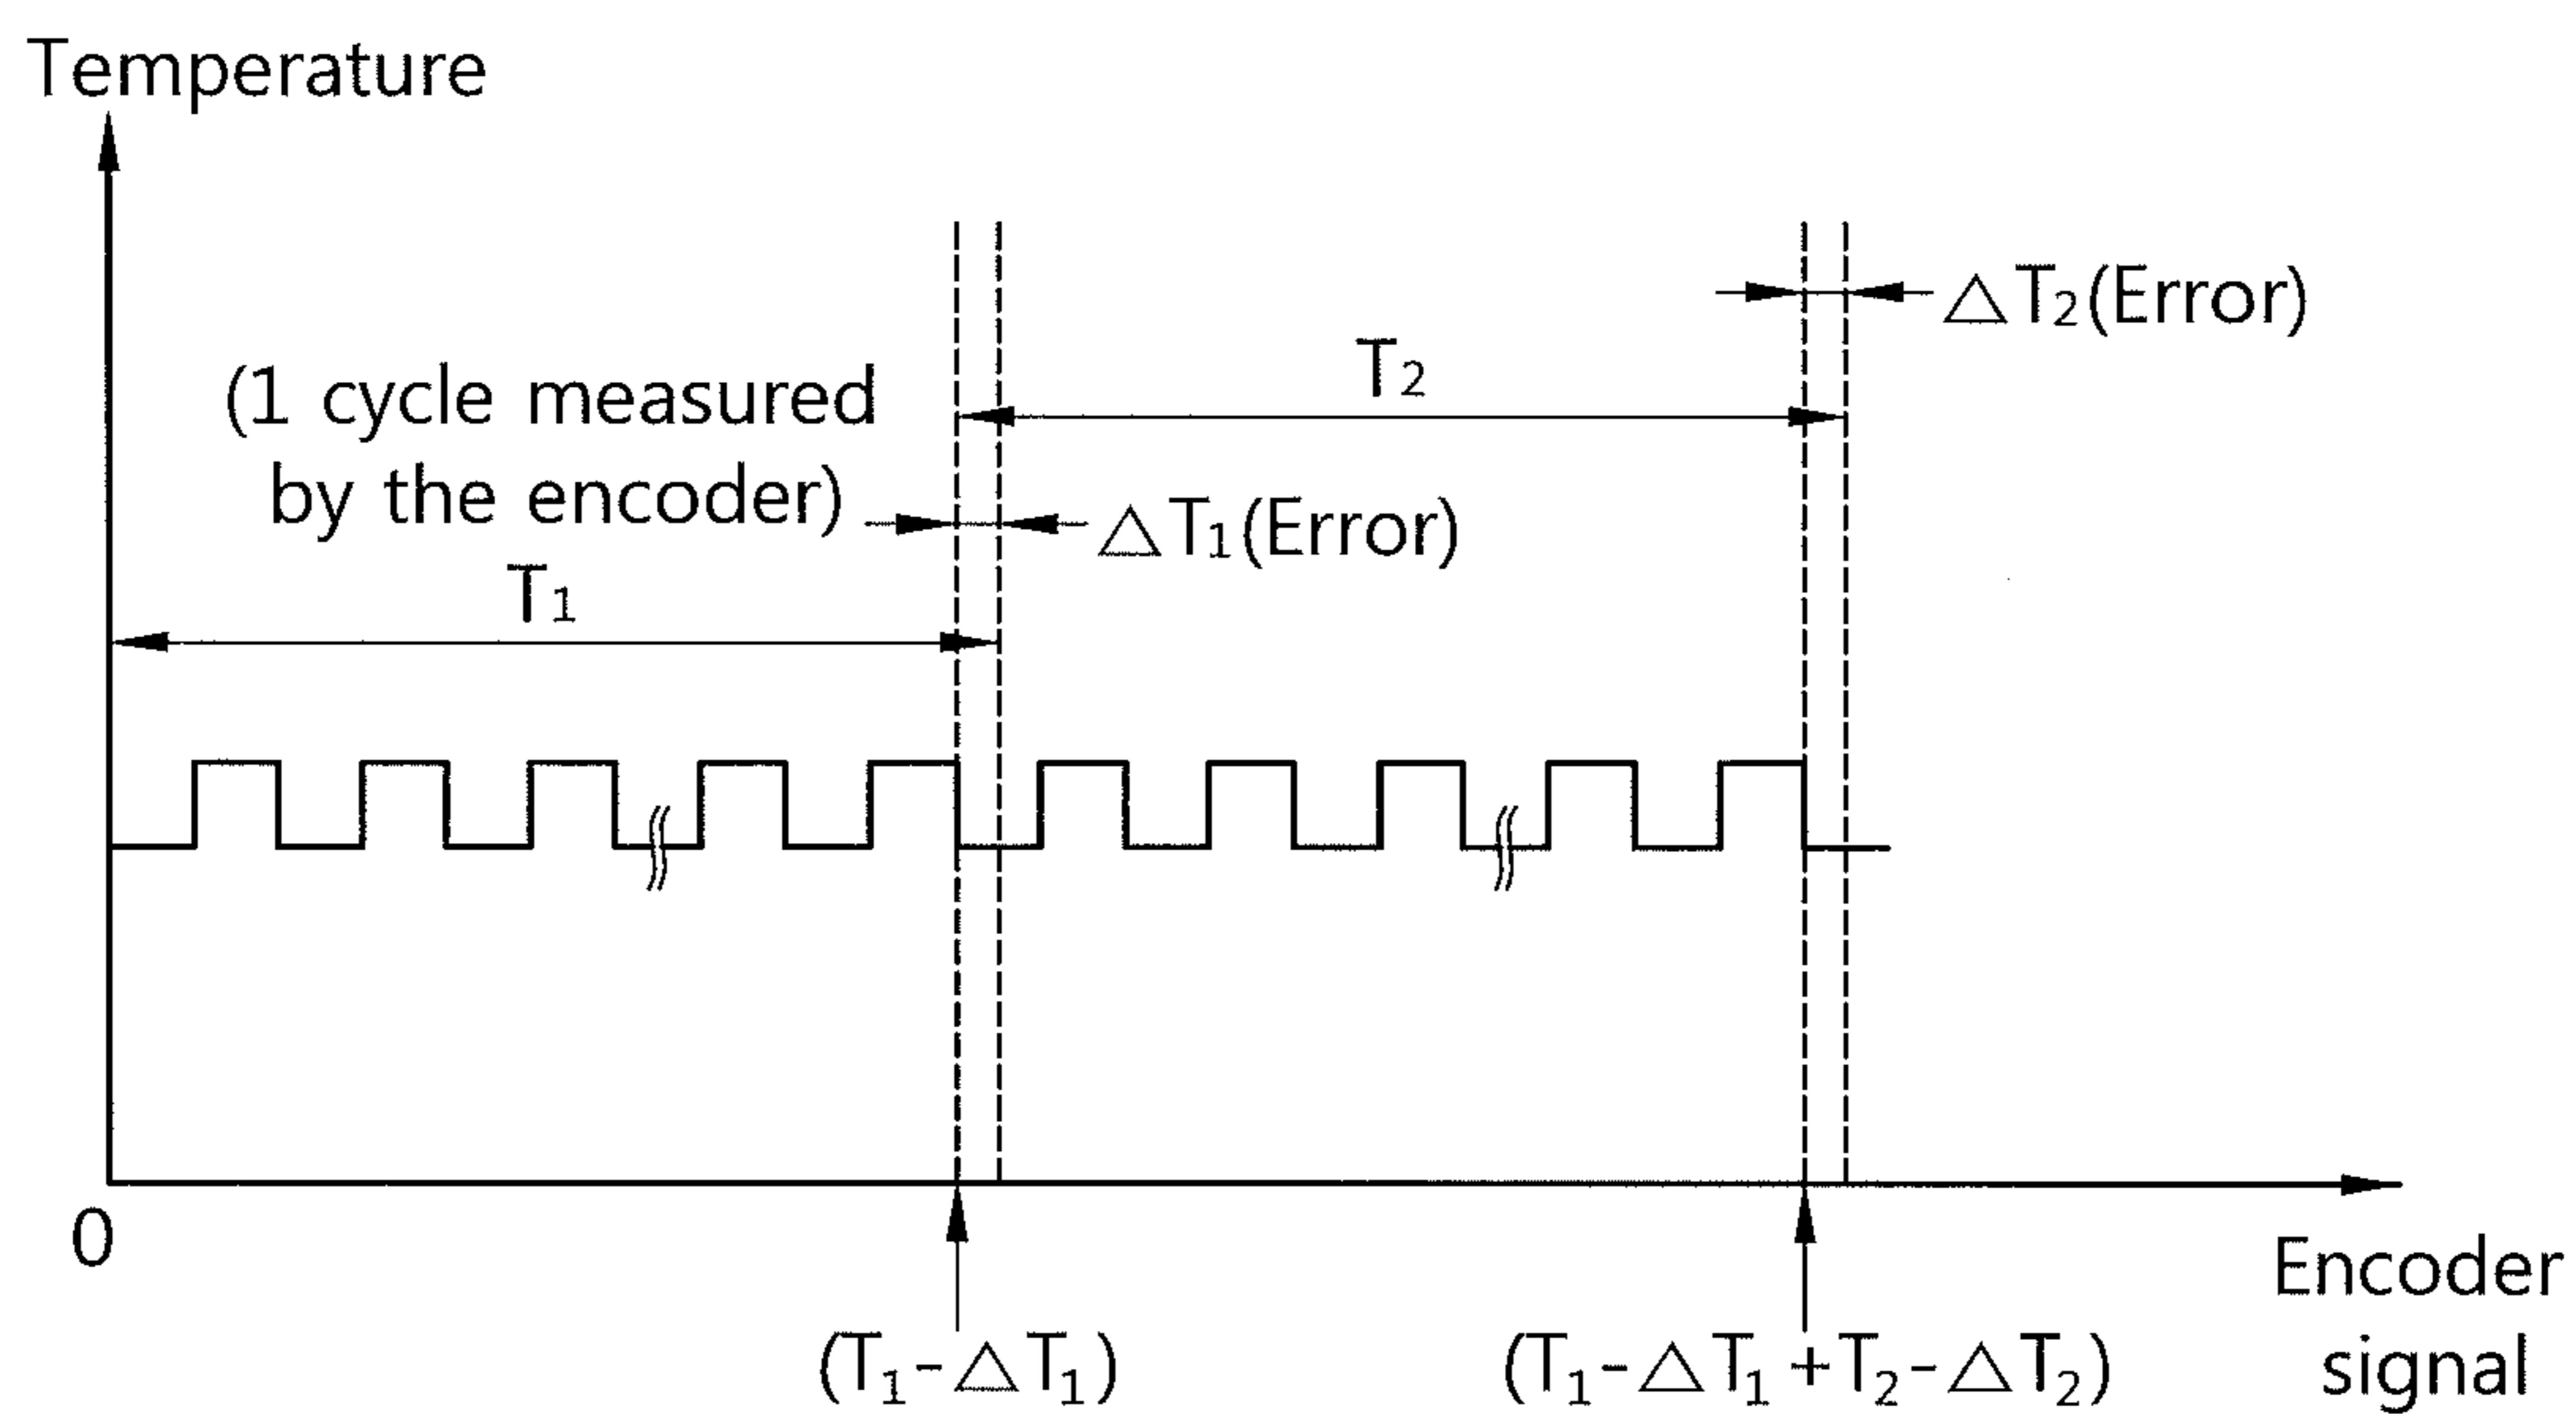 Temperature
△T₂(Error)
T₂
(1 cycle measured
by the encoder)
△T₁(Error)
T₁
0
Encoder
signal
(T₁-△T₁)
(T₁-△T₁+T₂-△T₂)